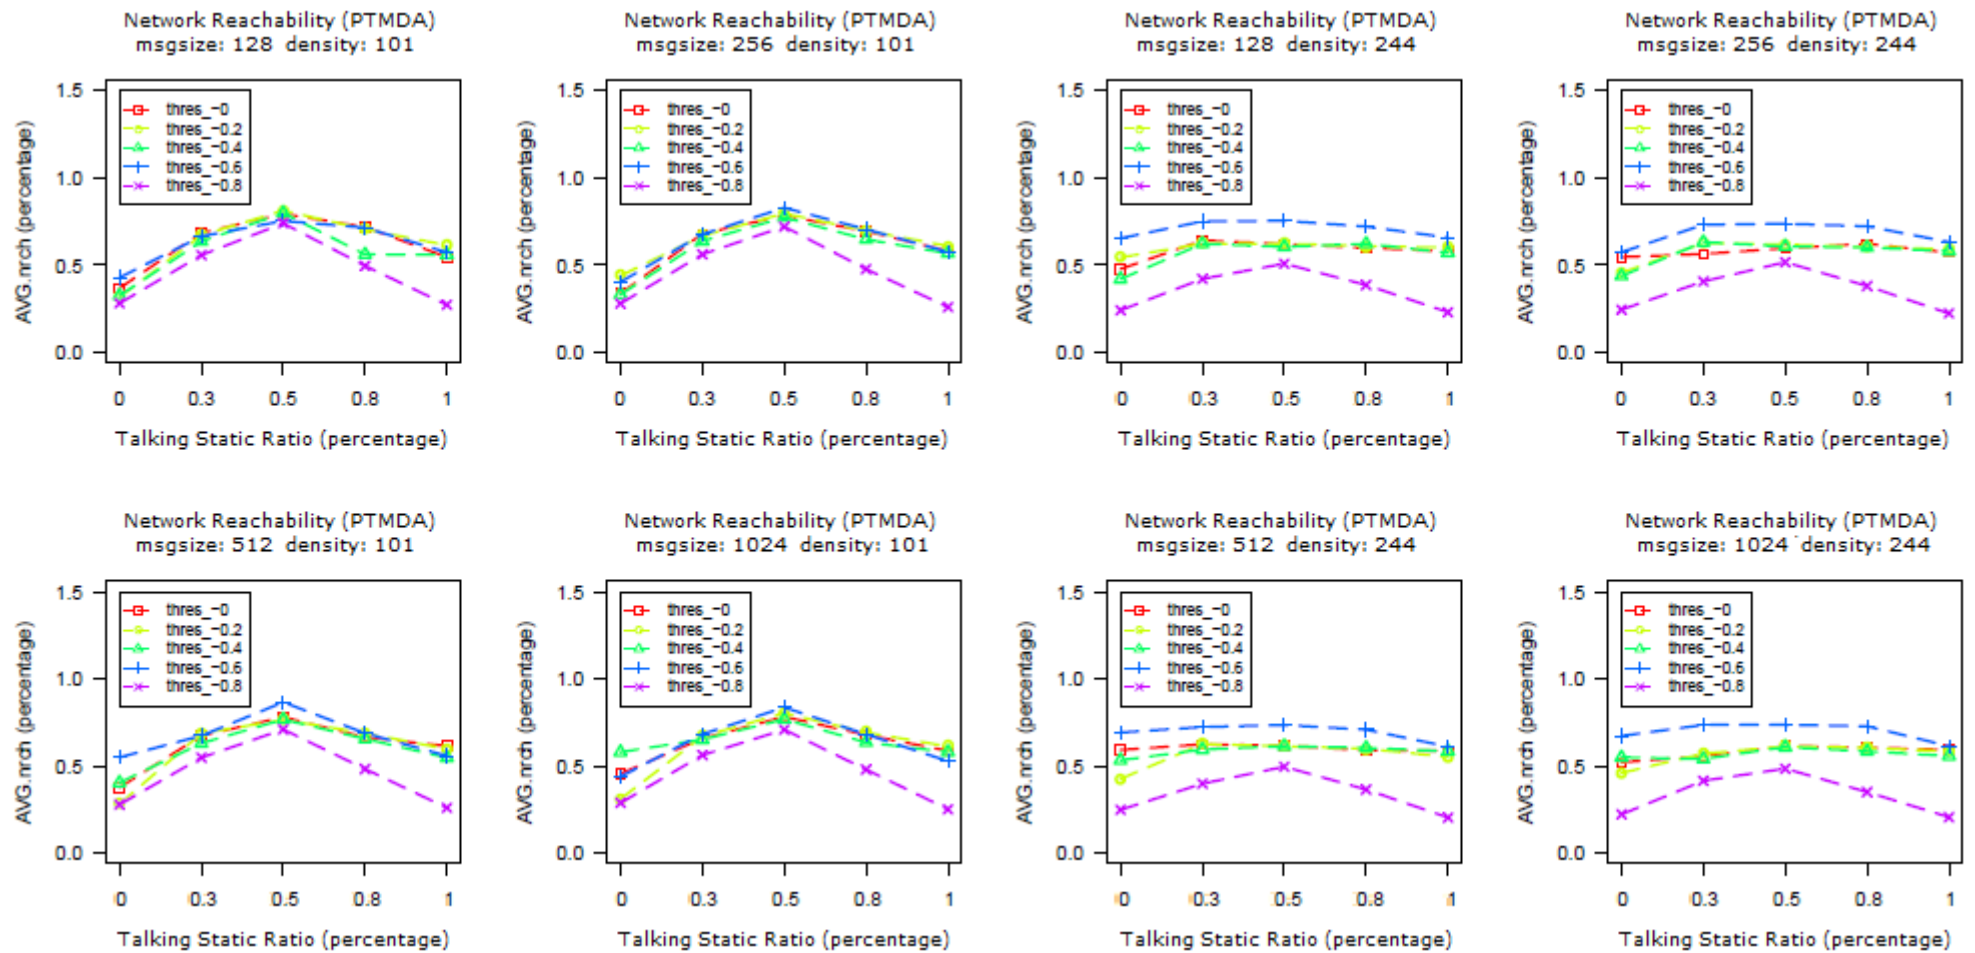 Network Reachability (PTMDA)
msgsize: 128 density: 101
AVG.nrch (percentage)
1.5
1.0
0.5
0.0
thres_-0
thres_-0.2
thres_-0.4
thres_-0.6
thres_-0.8
0 0.3 0.5 0.8 1
Talking Static Ratio (percentage)
Network Reachability (PTMDA)
msgsize: 256 density: 101
AVG.nrch (percentage)
1.5
1.0
0.5
0.0
thres_-0
thres_-0.2
thres_-0.4
thres_-0.6
thres_-0.8
0 0.3 0.5 0.8 1
Talking Static Ratio (percentage)
Network Reachability (PTMDA)
msgsize: 128 density: 244
AVG.nrch (percentage)
1.5
1.0
0.5
0.0
thres_-0
thres_-0.2
thres_-0.4
thres_-0.6
thres_-0.8
0 0.3 0.5 0.8 1
Talking Static Ratio (percentage)
Network Reachability (PTMDA)
msgsize: 256 density: 244
AVG.nrch (percentage)
1.5
1.0
0.5
0.0
thres_-0
thres_-0.2
thres_-0.4
thres_-0.6
thres_-0.8
0 0.3 0.5 0.8 1
Talking Static Ratio (percentage)
Network Reachability (PTMDA)
msgsize: 512 density: 101
AVG.nrch (percentage)
1.5
1.0
0.5
0.0
thres_-0
thres_-0.2
thres_-0.4
thres_-0.6
thres_-0.8
0 0.3 0.5 0.8 1
Talking Static Ratio (percentage)
Network Reachability (PTMDA)
msgsize: 1024 density: 101
AVG.nrch (percentage)
1.5
1.0
0.5
0.0
thres_-0
thres_-0.2
thres_-0.4
thres_-0.6
thres_-0.8
0 0.3 0.5 0.8 1
Talking Static Ratio (percentage)
Network Reachability (PTMDA)
msgsize: 512 density: 244
AVG.nrch (percentage)
1.5
1.0
0.5
0.0
thres_-0
thres_-0.2
thres_-0.4
thres_-0.6
thres_-0.8
0 0.3 0.5 0.8 1
Talking Static Ratio (percentage)
Network Reachability (PTMDA)
msgsize: 1024 density: 244
AVG.nrch (percentage)
1.5
1.0
0.5
0.0
thres_-0
thres_-0.2
thres_-0.4
thres_-0.6
thres_-0.8
0 0.3 0.5 0.8 1
Talking Static Ratio (percentage)